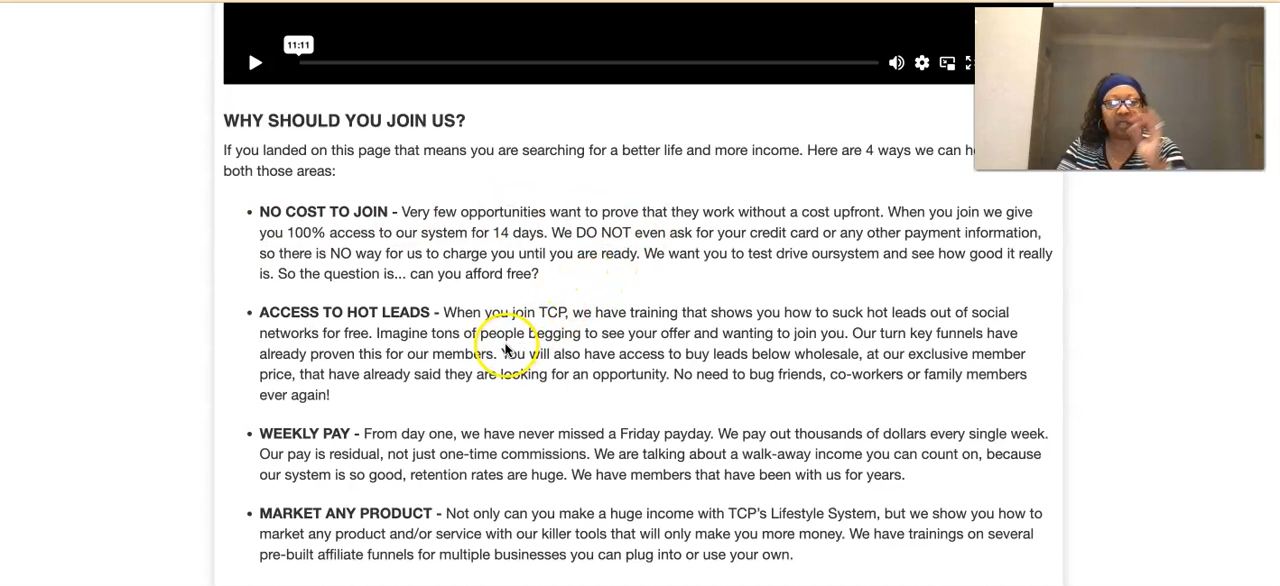 11:11
WHY SHOULD YOU JOIN US?
If you landed on this page that means you are searching for a better life and more income. Here are 4 ways we can
both those areas:
• NO COST TO JOIN - Very few opportunities want to prove that they work without a cost upfront. When you join we give
you 100% access to our system for 14 days. We DO NOT even ask for your credit card or any other payment information,
so there is NO way for us to charge you until you are ready. We want you to test drive oursystem and see how good it really
is. So the question is... can you afford free?
• ACCESS TO HOT LEADS - When you join TCP, we have training that shows you how to suck hot leads out of social
networks for free. Imagine tons of people begging to see your offer and wanting to join you. Our turn key funnels have
already proven this for our members. You will also have access to buy leads below wholesale, at our exclusive member
price, that have already said they are looking for an opportunity. No need to bug friends, co-workers or family members
ever again!
• WEEKLY PAY - From day one, we have never missed a Friday payday. We pay out thousands of dollars every single week.
Our pay is residual, not just one-time commissions. We are talking about a walk-away income you can count on, because
our system is so good, retention rates are huge. We have members that have been with us for years.
• MARKET ANY PRODUCT - Not only can you make a huge income with TCP's Lifestyle System, but we show you how to
market any product and/or service with our killer tools that will only make you more money. We have trainings on several
pre-built affiliate funnels for multiple businesses you can plug into or use your own.